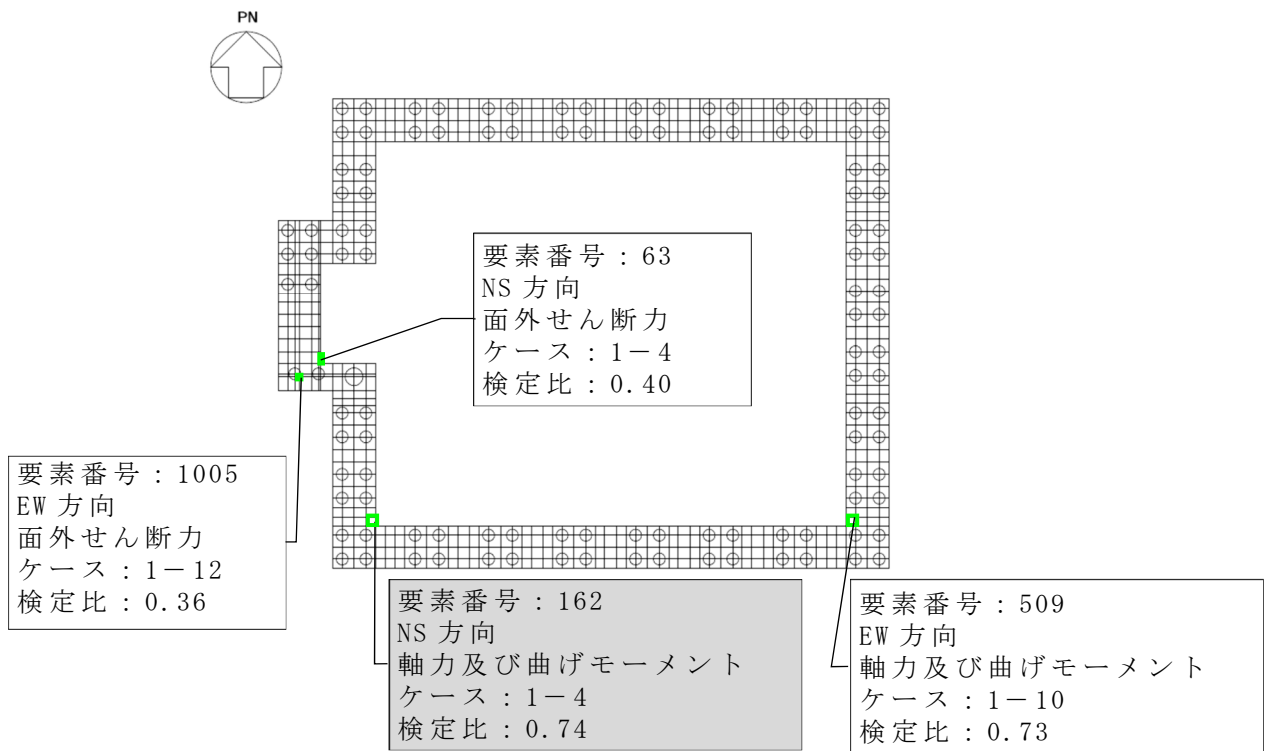 PN
要素番号：63
NS方向
面外せん断力
ケース：1－4
検定比：0.40
要素番号：1005
EW方向
面外せん断力
ケース：1－12
検定比：0.36
要素番号：162
NS方向
軸力及び曲げモーメント
ケース：1－4
検定比：0.74
要素番号：509
EW方向
軸力及び曲げモーメント
ケース：1－10
検定比：0.73